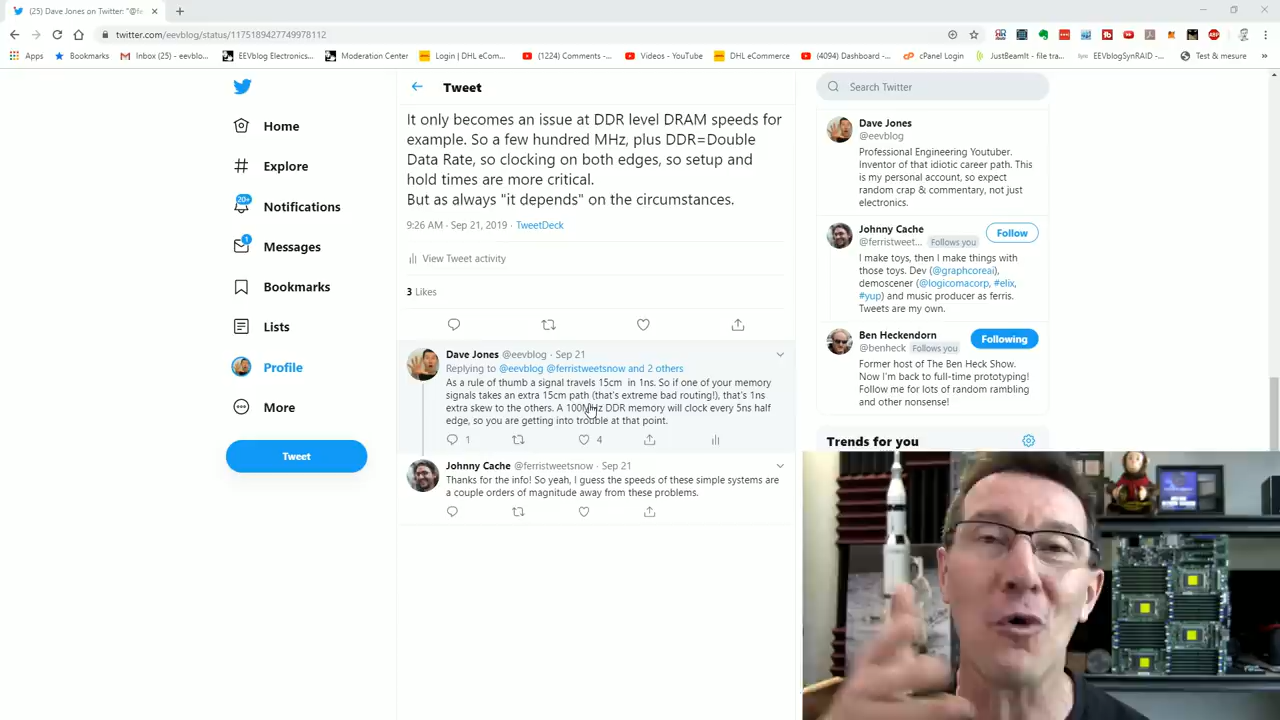 (25) Dave Jones on Twitter: "@fe
twitter.com/eevblog/status/1175189427749978112
Apps
Bookmarks
Inbox (25) - eevblo...
EEVblog Electronics...
Moderation Center
Login | DHL eCom...
(1224) Comments -...
Videos - YouTube
DHL eCommerce
(4094) Dashboard -...
cPanel Login
JustBeamIt - file tra...
EEVblogSynRAID -...
Test & mesure
Home
Explore
20+
Notifications
1
Messages
Bookmarks
Lists
Profile
More
Tweet
Tweet
It only becomes an issue at DDR level DRAM speeds for
example. So a few hundred MHz, plus DDR=Double
Data Rate, so clocking on both edges, so setup and
hold times are more critical.
But as always "it depends" on the circumstances.
9:26 AM · Sep 21, 2019 · TweetDeck
View Tweet activity
3 Likes
Dave Jones @eevblog · Sep 21
Replying to @eevblog @ferristweetsnow and 2 others
As a rule of thumb a signal travels 15cm in 1ns. So if one of your memory
signals takes an extra 15cm path (that's extreme bad routing!), that's 1ns
extra skew to the others. A 100MHz DDR memory will clock every 5ns half
edge, so you are getting into trouble at that point.
1
4
Johnny Cache @ferristweetsnow · Sep 21
Thanks for the info! So yeah, I guess the speeds of these simple systems are
a couple orders of magnitude away from these problems.
Search Twitter
Dave Jones
@eevblog
Professional Engineering Youtuber.
Inventor of that idiotic career path. This
is my personal account, so expect
random crap & commentary, not just
electronics.
Johnny Cache
@ferristweet... Follows you
Follow
I make toys, then I make things with
those toys. Dev (@graphcoreai),
demoscener (@logicomacorp, #elix,
#yup) and music producer as ferris.
Tweets are my own.
Ben Heckendorn
@benheck Follows you
Following
Former host of The Ben Heck Show.
Now I'm back to full-time prototyping!
Follow me for lots of random rambling
and other nonsense!
Trends for you